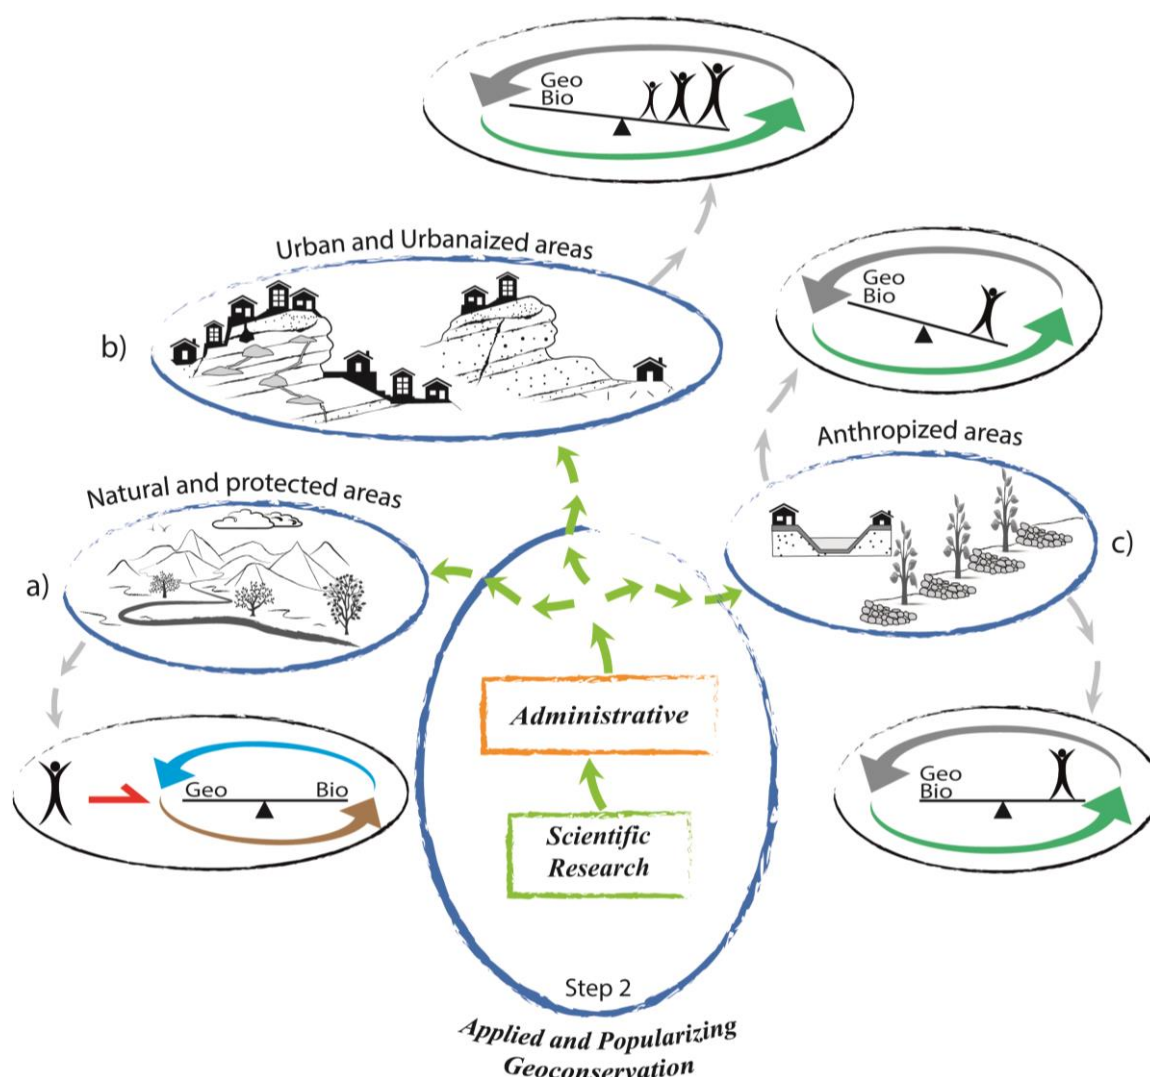 Geo
Bio
Urban and Urbanaized areas
b)
Geo
Bio
Anthropized areas
c)
Natural and protected areas
a)
Administrative
Geo
Bio
Geo
Bio
Scientific
Research
Step 2
Applied and Popularizing
Geoconservation